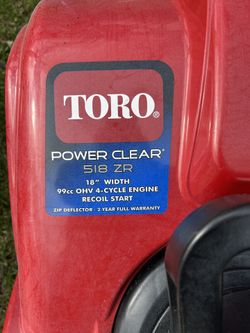 TORO®
POWER CLEAR®
518 ZR
18" WIDTH
99cc OHV 4-CYCLE ENGINE
RECOIL START
ZIP DEFLECTOR · 2 YEAR FULL WARRANTY